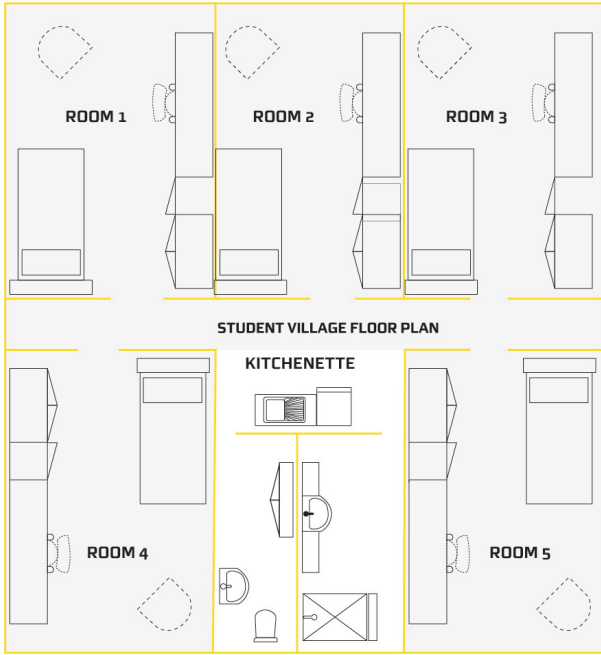 ROOM 1
ROOM 2
ROOM 3
STUDENT VILLAGE FLOOR PLAN
KITCHENETTE
ROOM 4
ROOM 5